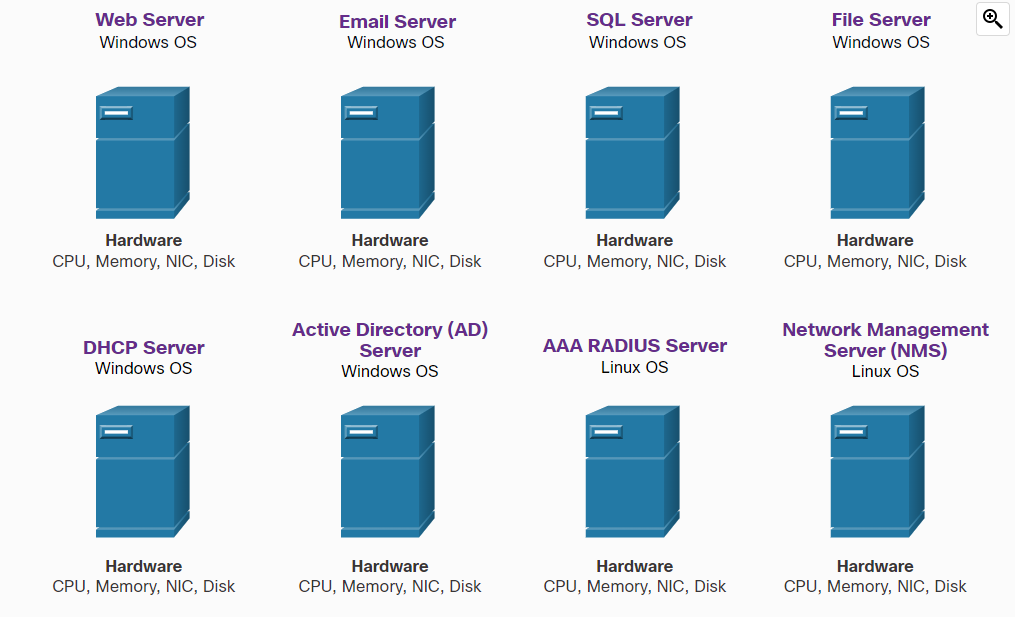 Web Server
Windows OS
Email Server
Windows OS
SQL Server
Windows OS
File Server
Windows OS
Hardware
CPU, Memory, NIC, Disk
Hardware
CPU, Memory, NIC, Disk
Hardware
CPU, Memory, NIC, Disk
Hardware
CPU, Memory, NIC, Disk
DHCP Server
Windows OS
Active Directory (AD)
Server
Windows OS
AAA RADIUS Server
Linux OS
Network Management
Server (NMS)
Linux OS
Hardware
CPU, Memory, NIC, Disk
Hardware
CPU, Memory, NIC, Disk
Hardware
CPU, Memory, NIC, Disk
Hardware
CPU, Memory, NIC, Disk